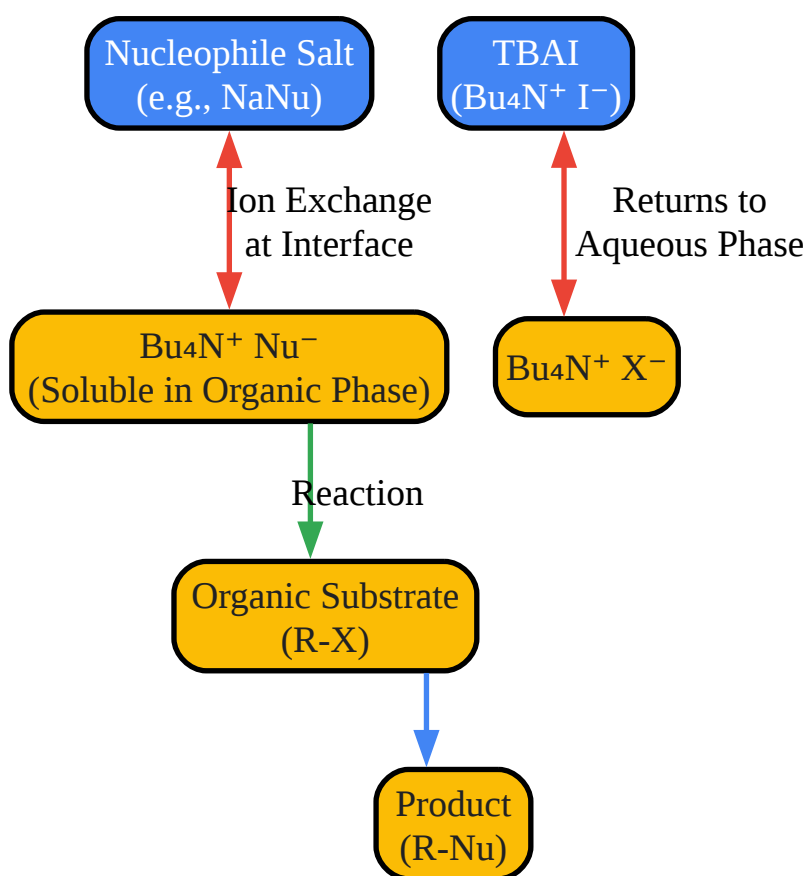 Nucleophile Salt
(e.g., NaNu)
TBAI
(Bu₄N⁺ I⁻)
Ion Exchange
at Interface
Returns to
Aqueous Phase
Bu₄N⁺ Nu⁻
(Soluble in Organic Phase)
Bu₄N⁺ X⁻
Reaction
Organic Substrate
(R-X)
Product
(R-Nu)